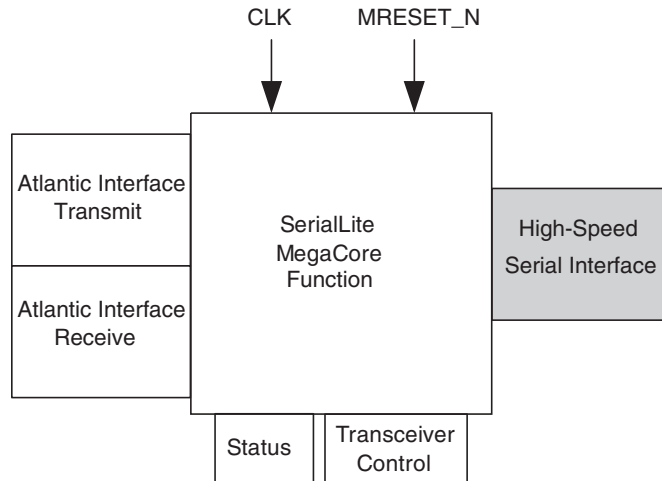 CLK
MRESET_N
Atlantic Interface
Transmit
Atlantic Interface
Receive
SerialLite
MegaCore
Function
High-Speed
Serial Interface
Status
Transceiver
Control